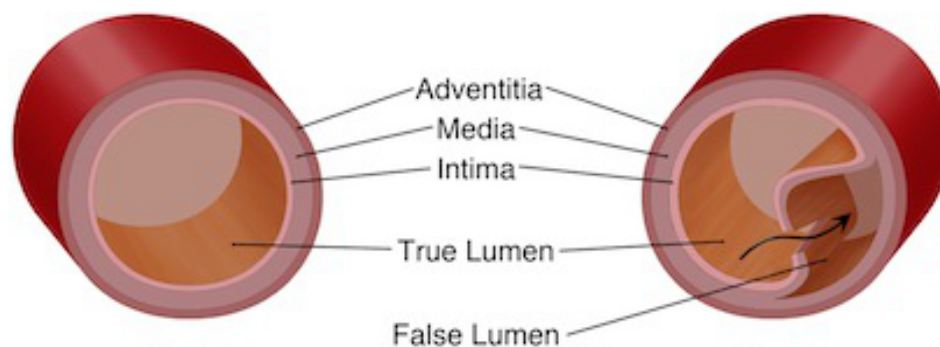 Adventitia
Media
Intima
True Lumen
False Lumen